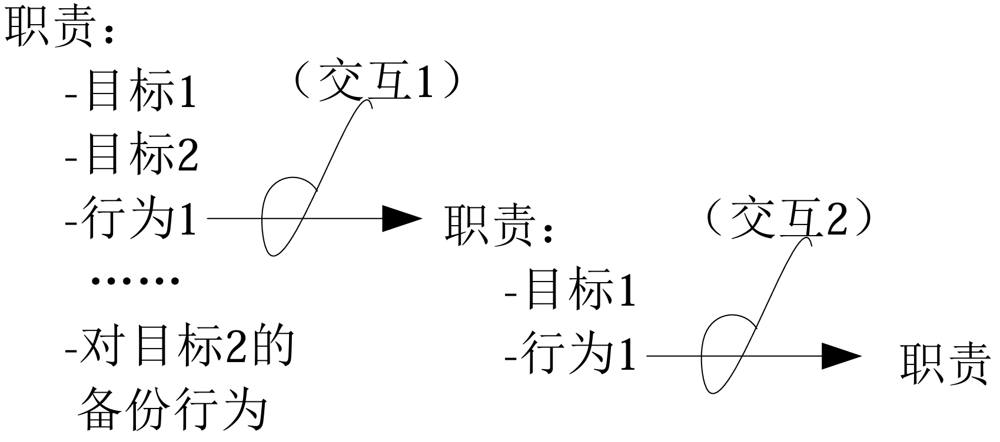 职责：
-目标1
-目标2
-行为1
……
-对目标2的
备份行为
（交互1）
职责：
-目标1
-行为1
（交互2）
职责